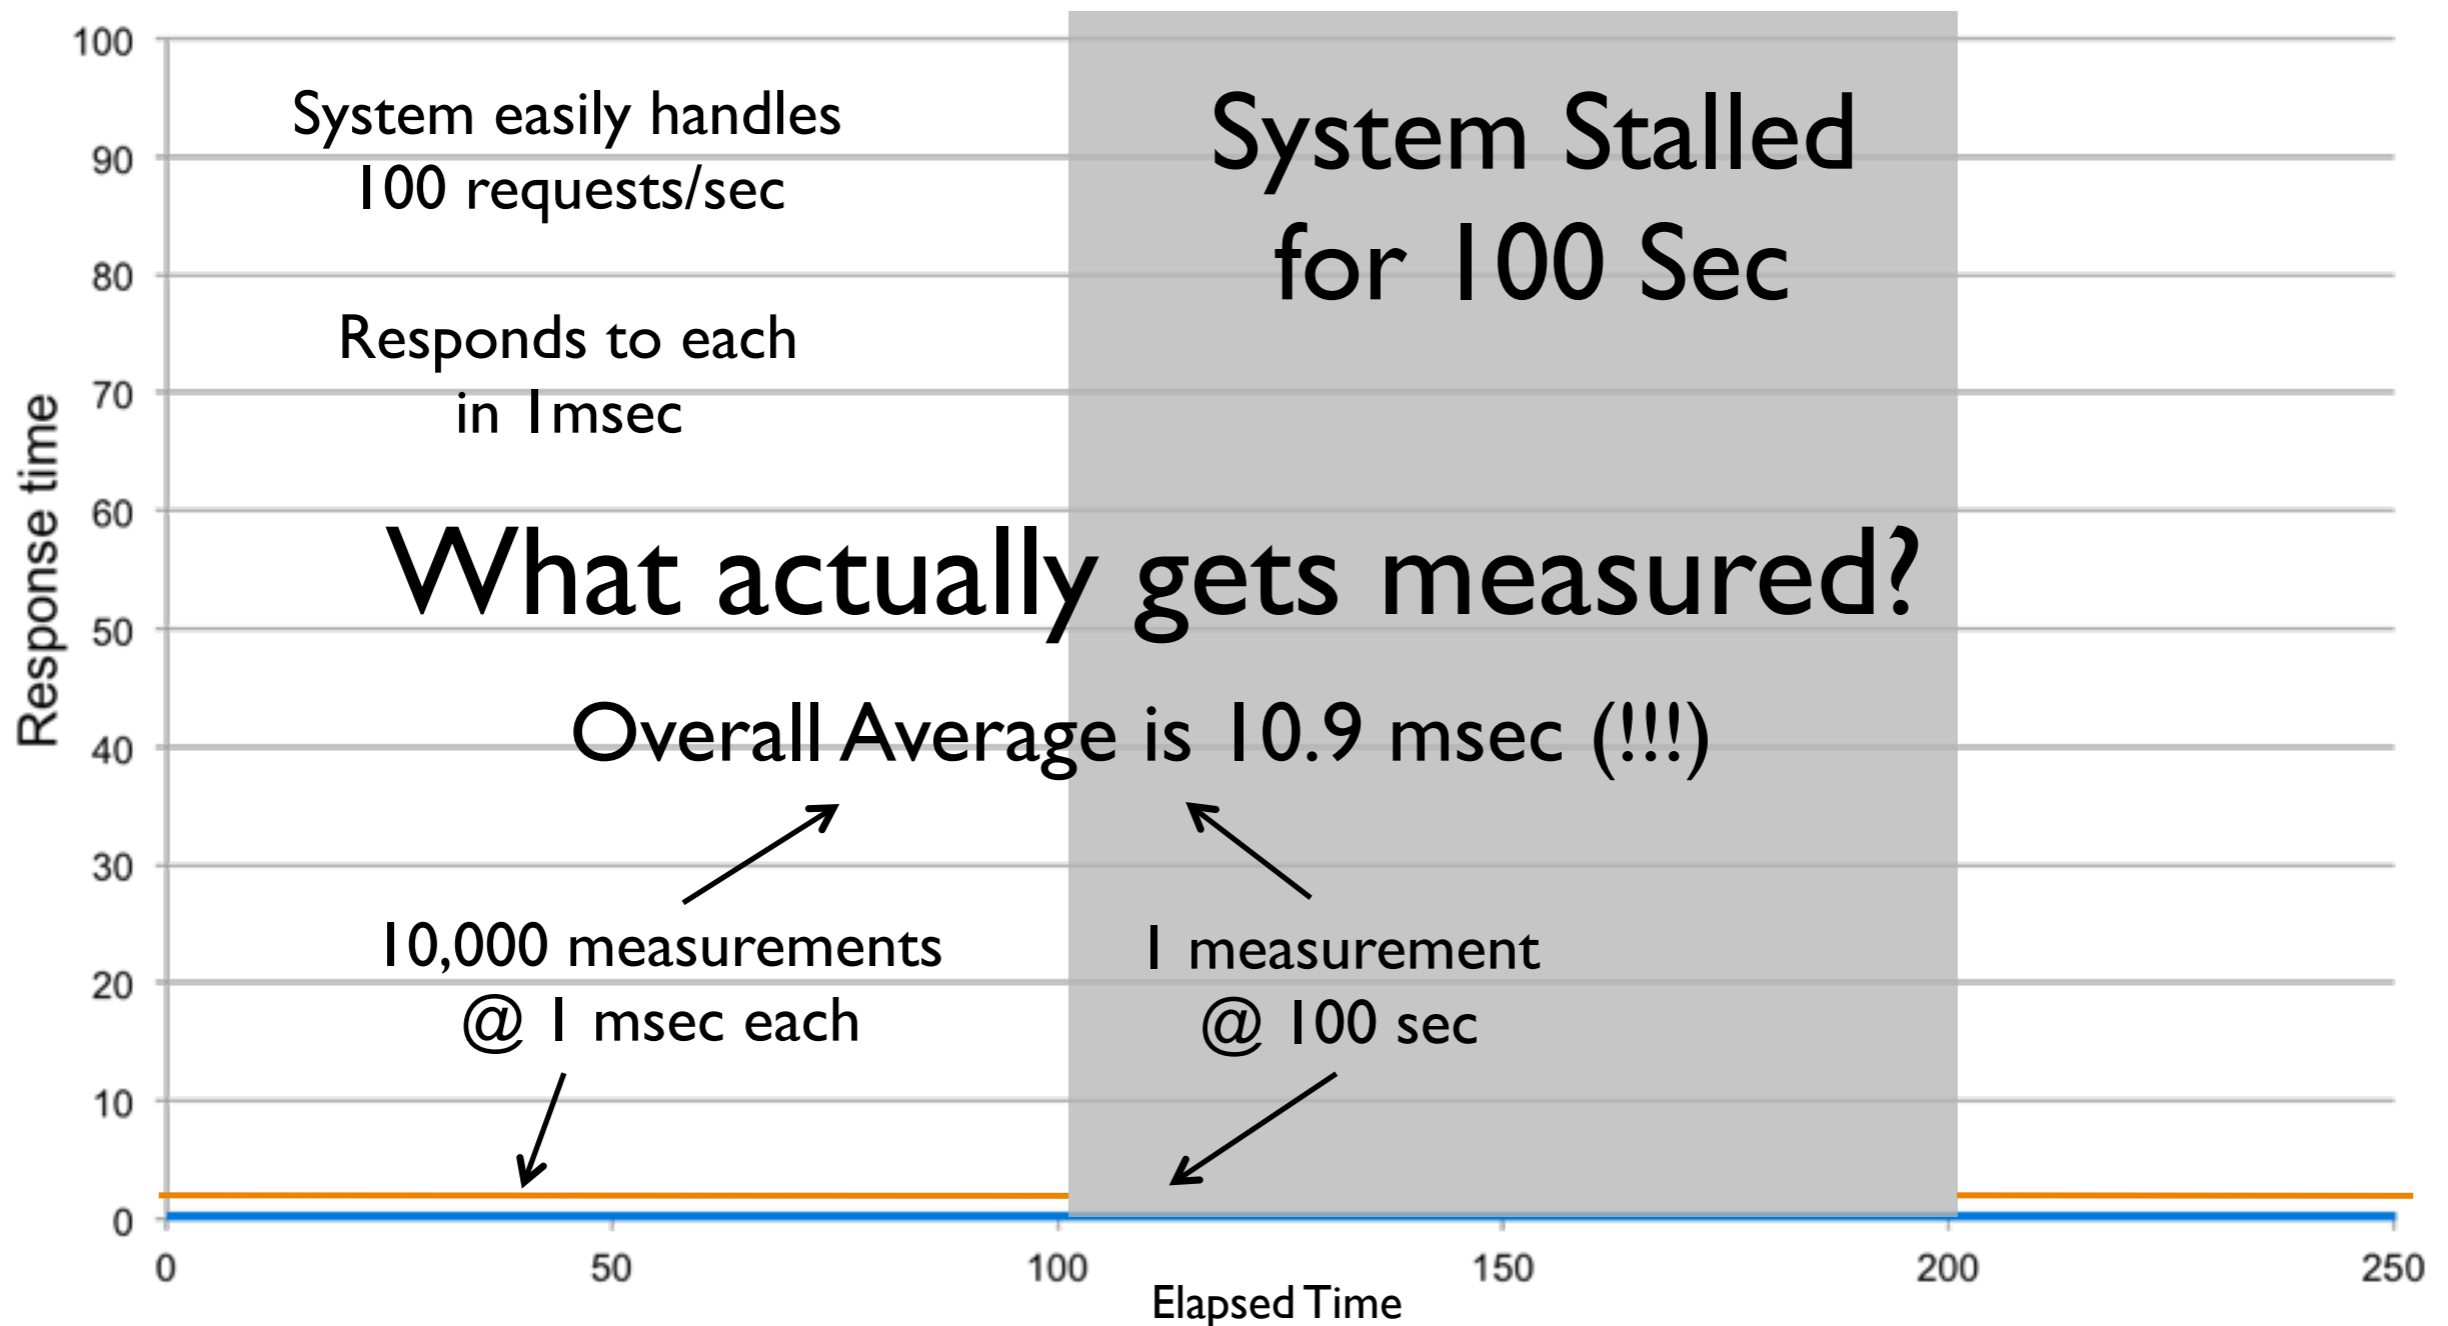 100
90
80
70
60
50
40
30
20
10
0
Response time
System easily handles
100 requests/sec
Responds to each
in 1msec
System Stalled
for 100 Sec
What actually gets measured?
Overall Average is 10.9 msec (!!!)
10,000 measurements
@ 1 msec each
1 measurement
@ 100 sec
0 50 100 150 200 250
Elapsed Time